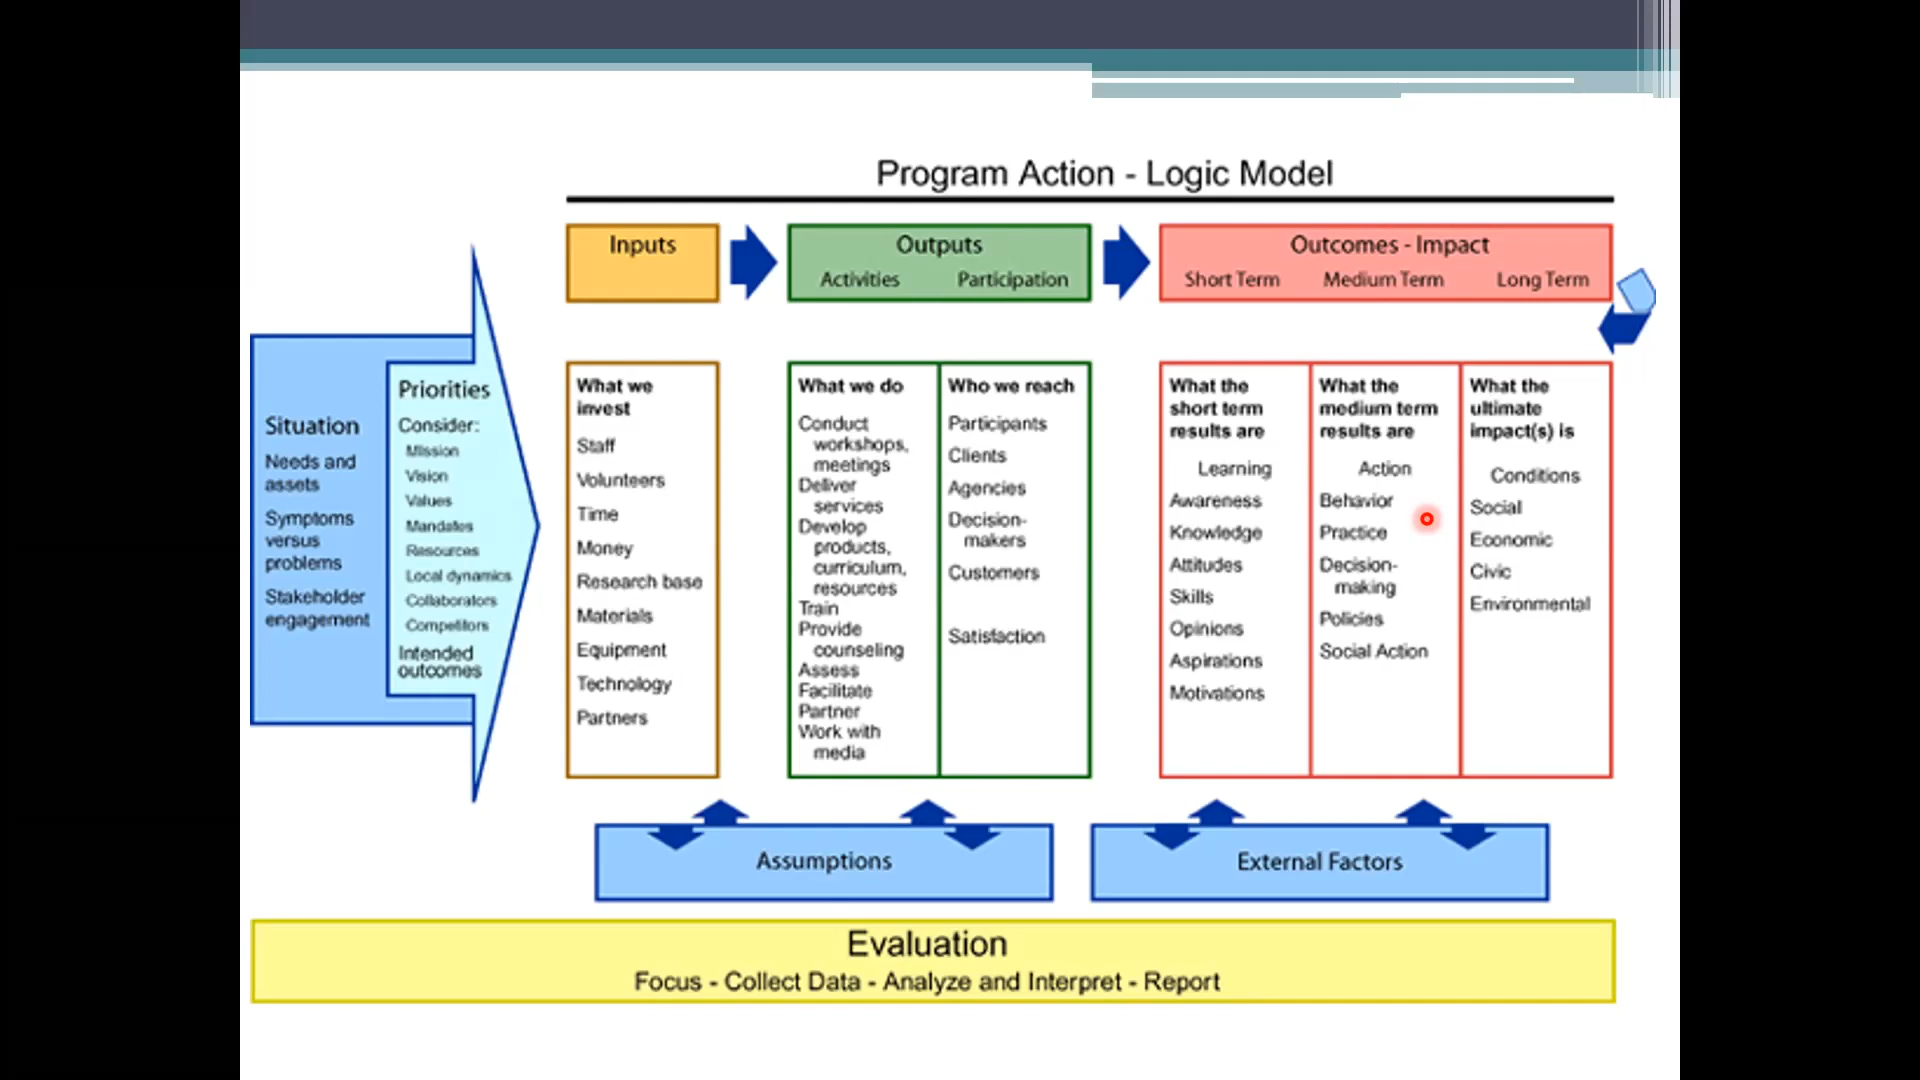 Program Action - Logic Model
Inputs
Outputs
Activities Participation
Outcomes - Impact
Short Term Medium Term Long Term
Situation
Needs and
assets
Symptoms
versus
problems
Stakeholder
engagement
Priorities
Consider:
Mission
Vision
Values
Mandates
Resources
Local dynamics
Collaborators
Competitors
Intended
outcomes
What we
invest
Staff
Volunteers
Time
Money
Research base
Materials
Equipment
Technology
Partners
What we do
Conduct
workshops,
meetings
Deliver
services
Develop
products,
curriculum,
resources
Train
Provide
counseling
Assess
Facilitate
Partner
Work with
media
Who we reach
Participants
Clients
Agencies
Decision-
makers
Customers
Satisfaction
What the
short term
results are
Learning
Awareness
Knowledge
Attitudes
Skills
Opinions
Aspirations
Motivations
What the
medium term
results are
Action
Behavior
Practice
Decision-
making
Policies
Social Action
What the
ultimate
impact(s) is
Conditions
Social
Economic
Civic
Environmental
Assumptions
External Factors
Evaluation
Focus - Collect Data - Analyze and Interpret - Report